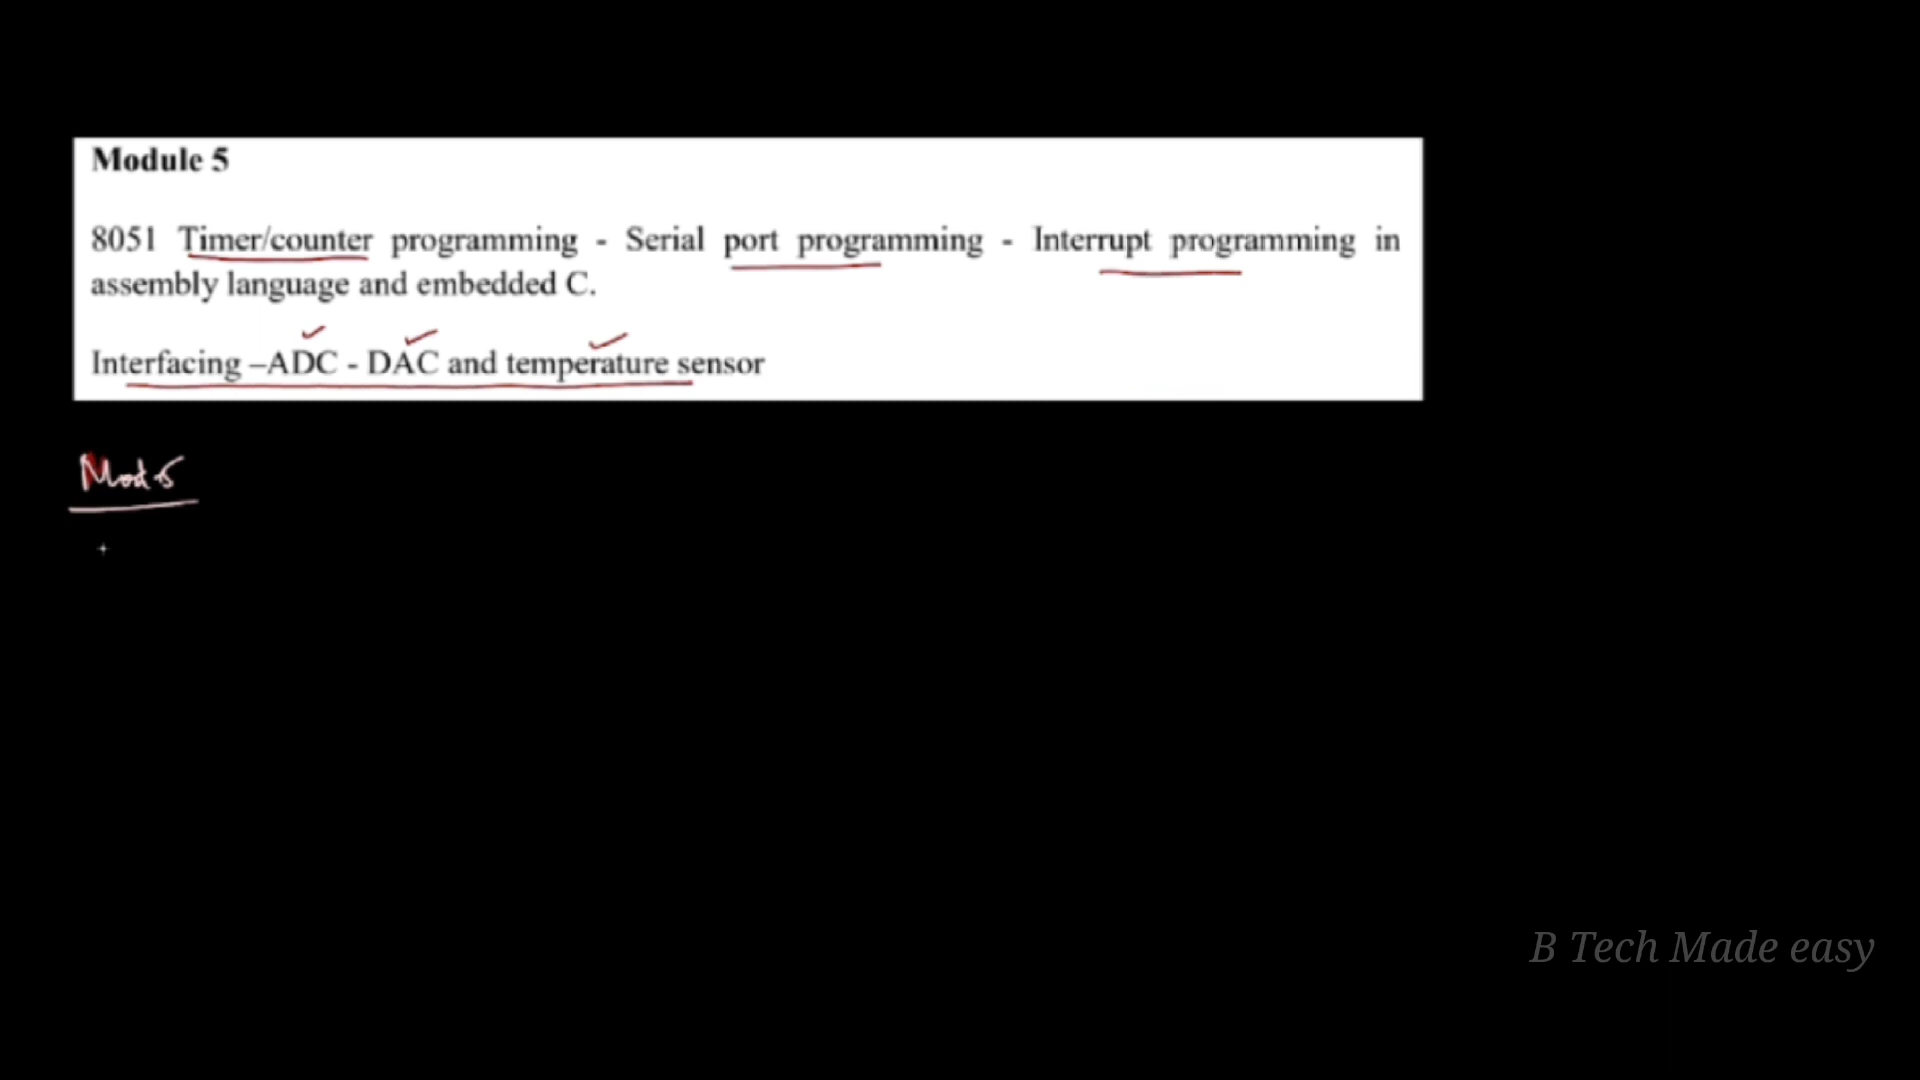 Module 5
8051 Timer/counter programming - Serial port programming - Interrupt programming in
assembly language and embedded C.
Interfacing –ADC - DAC and temperature sensor
Mod 5
B Tech Made easy